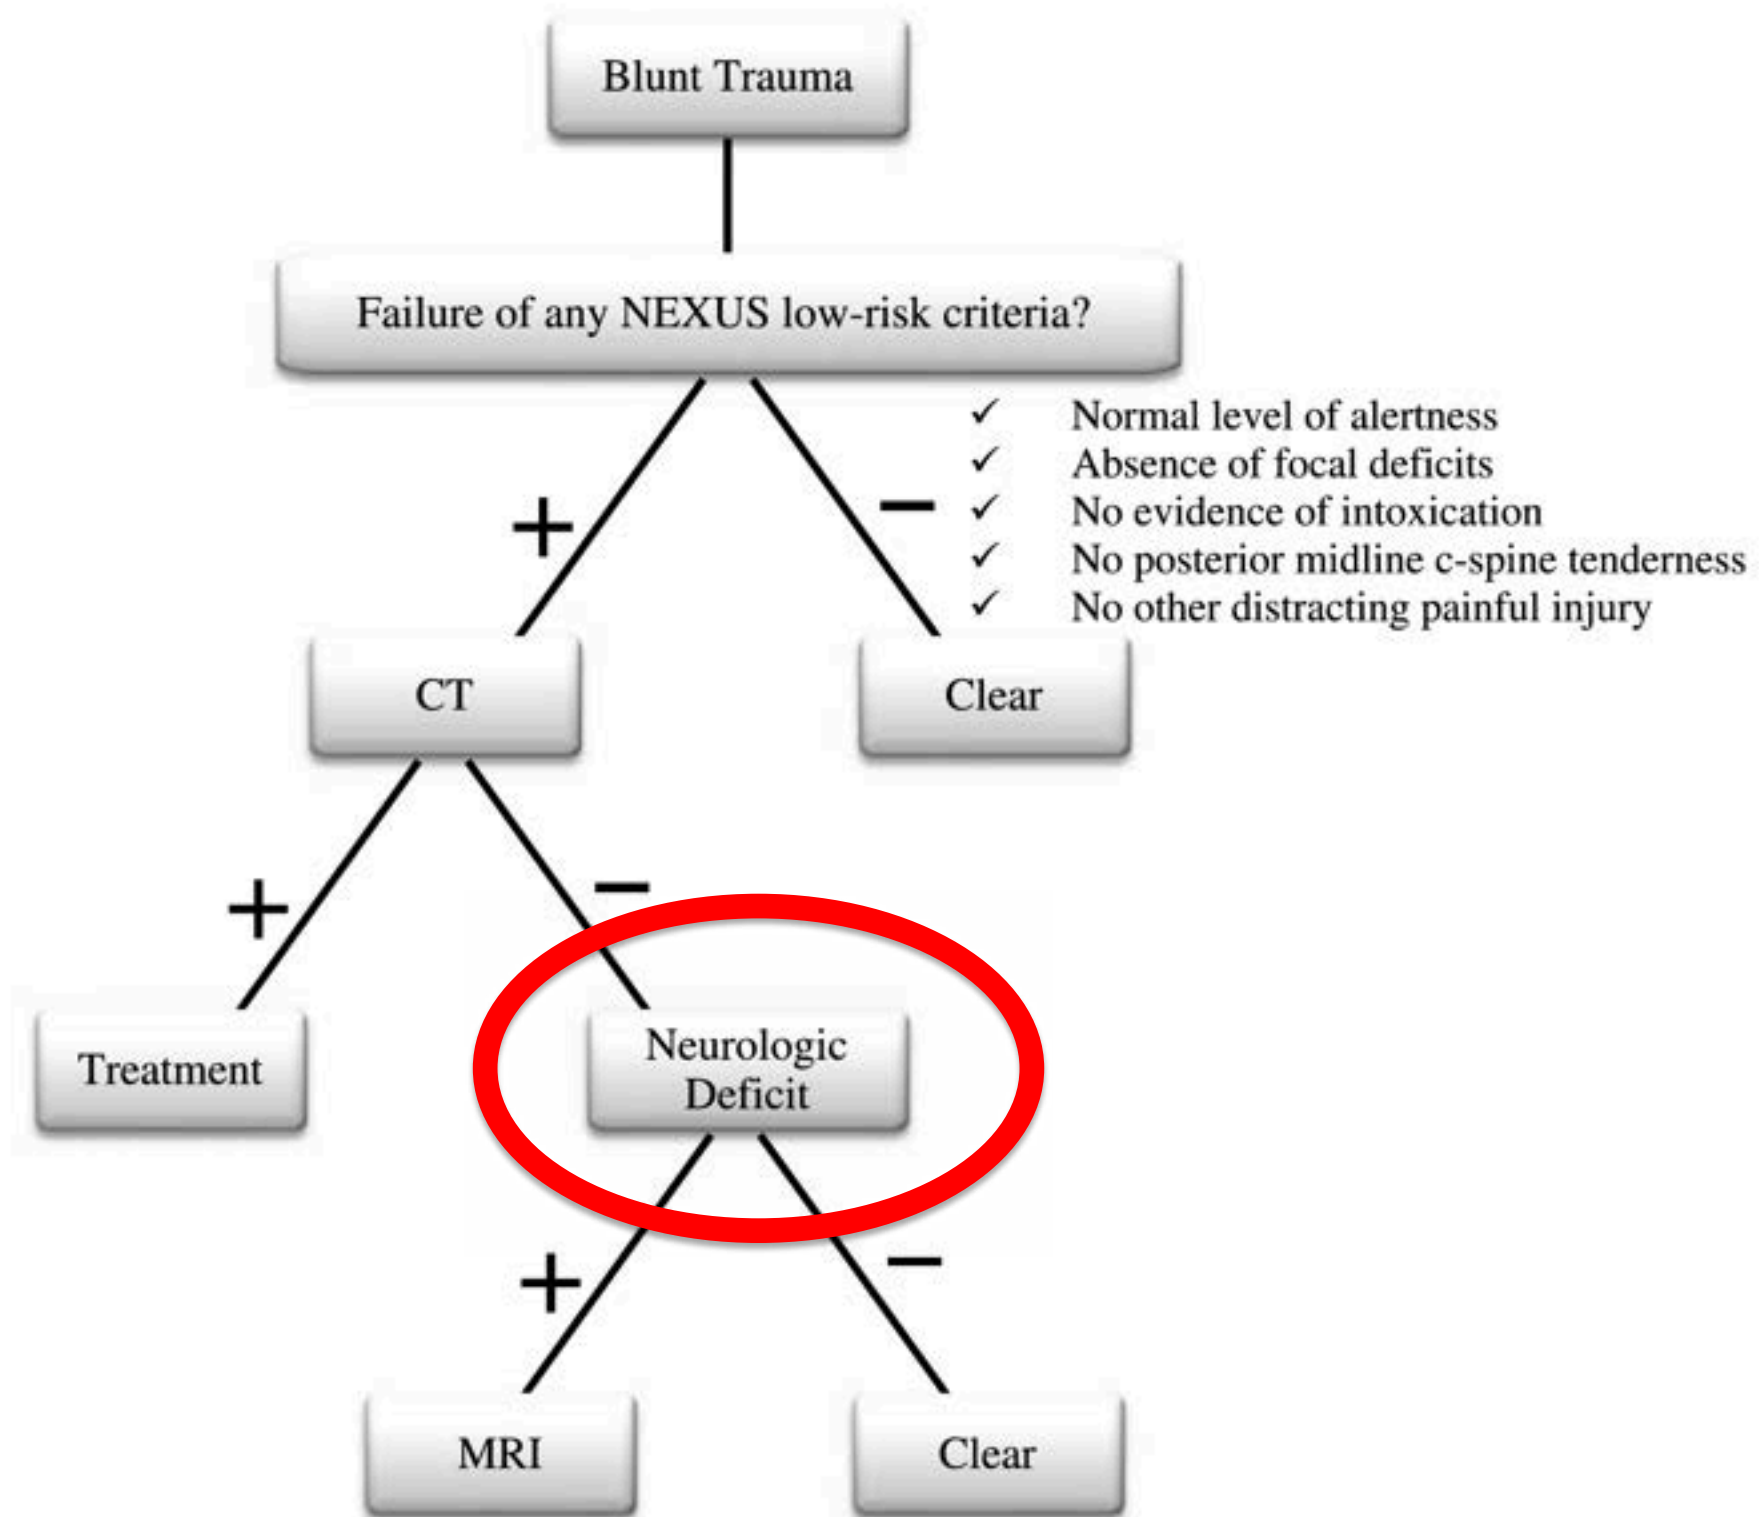 Blunt Trauma
Failure of any NEXUS low-risk criteria?
✓ Normal level of alertness
✓ Absence of focal deficits
✓ No evidence of intoxication
✓ No posterior midline c-spine tenderness
✓ No other distracting painful injury
+
−
CT
Clear
+
−
Treatment
Neurologic
Deficit
+
−
MRI
Clear